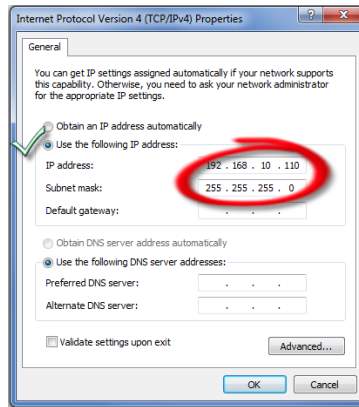 Internet Protocol Version 4 (TCP/IPv4) Properties
General
You can get IP settings assigned automatically if your network supports
this capability. Otherwise, you need to ask your network administrator
for the appropriate IP settings.
Obtain an IP address automatically
Use the following IP address:
IP address: 192 . 168 . 10 . 110
Subnet mask: 255 . 255 . 255 . 0
Default gateway: . . .
Obtain DNS server address automatically
Use the following DNS server addresses:
Preferred DNS server: . . .
Alternate DNS server: . . .
Validate settings upon exit
Advanced...
OK Cancel